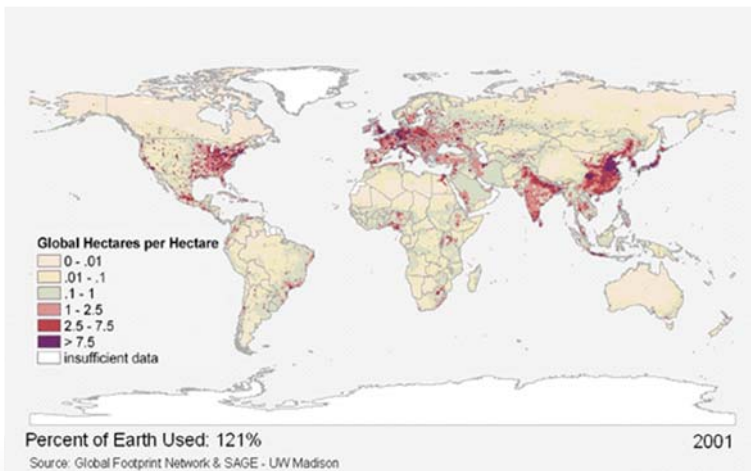 Global Hectares per Hectare
0 - .01
.01 - .1
.1 - 1
1 - 2.5
2.5 - 7.5
> 7.5
insufficient data
Percent of Earth Used: 121%
2001
Source: Global Footprint Network & SAGE - UW Madison